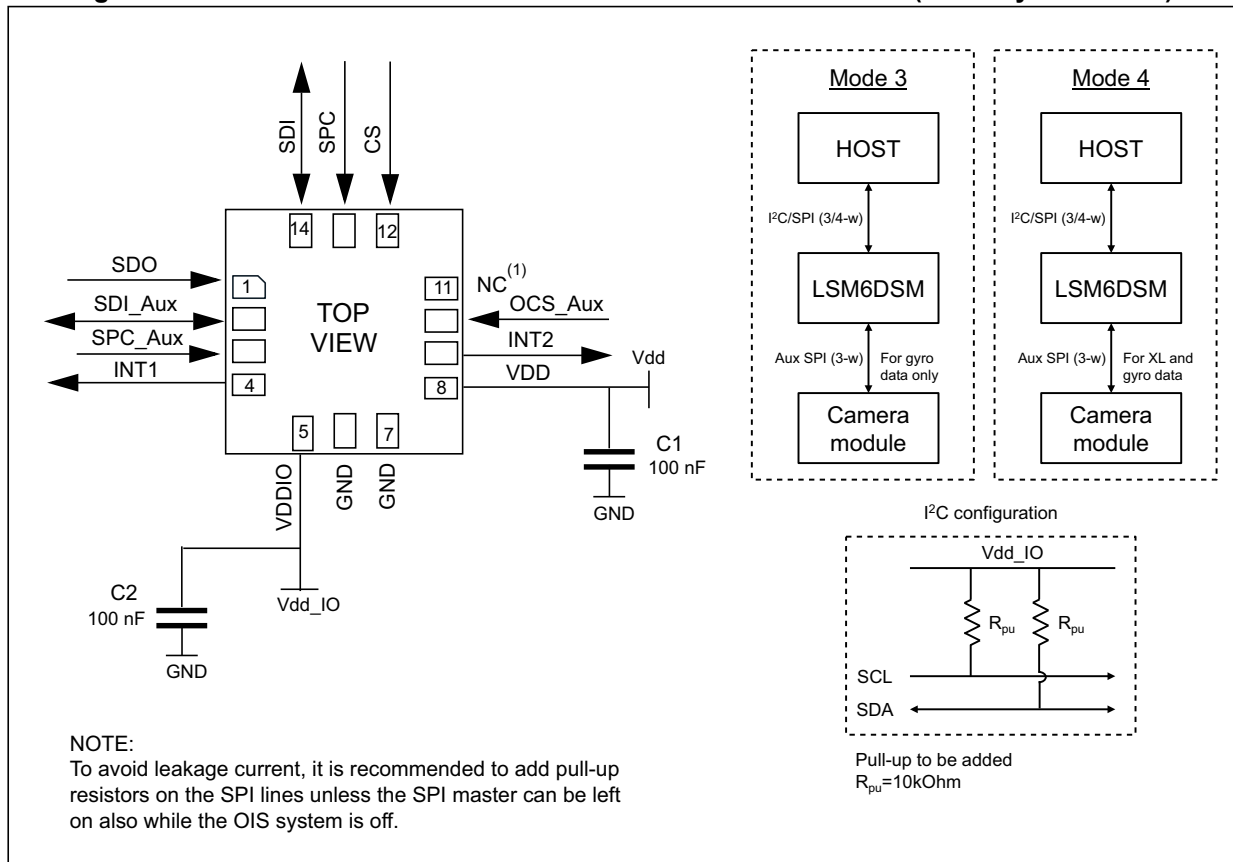 SDI
SPC
CS
14
12
SDO
1
SDI_Aux
SPC_Aux
INT1
4
TOP
VIEW
11
NC(1)
OCS_Aux
INT2
VDD
8
Vdd
5
7
VDDIO
GND
GND
C1
100 nF
GND
C2
100 nF
GND
Vdd_IO
NOTE:
To avoid leakage current, it is recommended to add pull-up
resistors on the SPI lines unless the SPI master can be left
on also while the OIS system is off.
Mode 3
HOST
I²C/SPI (3/4-w)
LSM6DSM
Aux SPI (3-w)
For gyro
data only
Camera
module
Mode 4
HOST
I²C/SPI (3/4-w)
LSM6DSM
Aux SPI (3-w)
For XL and
gyro data
Camera
module
I²C configuration
Vdd_IO
Rpu
Rpu
SCL
SDA
Pull-up to be added
Rpu=10kOhm